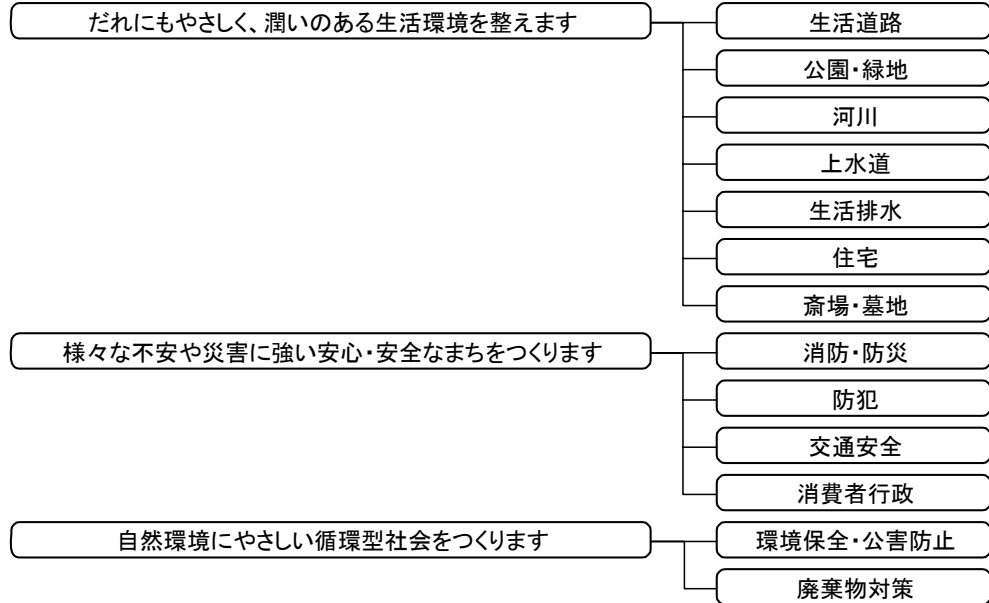 だれにもやさしく、潤いのある生活環境を整えます
生活道路
公園・緑地
河川
上水道
生活排水
住宅
斎場・墓地
様々な不安や災害に強い安心・安全なまちをつくります
消防・防災
防犯
交通安全
消費者行政
自然環境にやさしい循環型社会をつくります
環境保全・公害防止
廃棄物対策